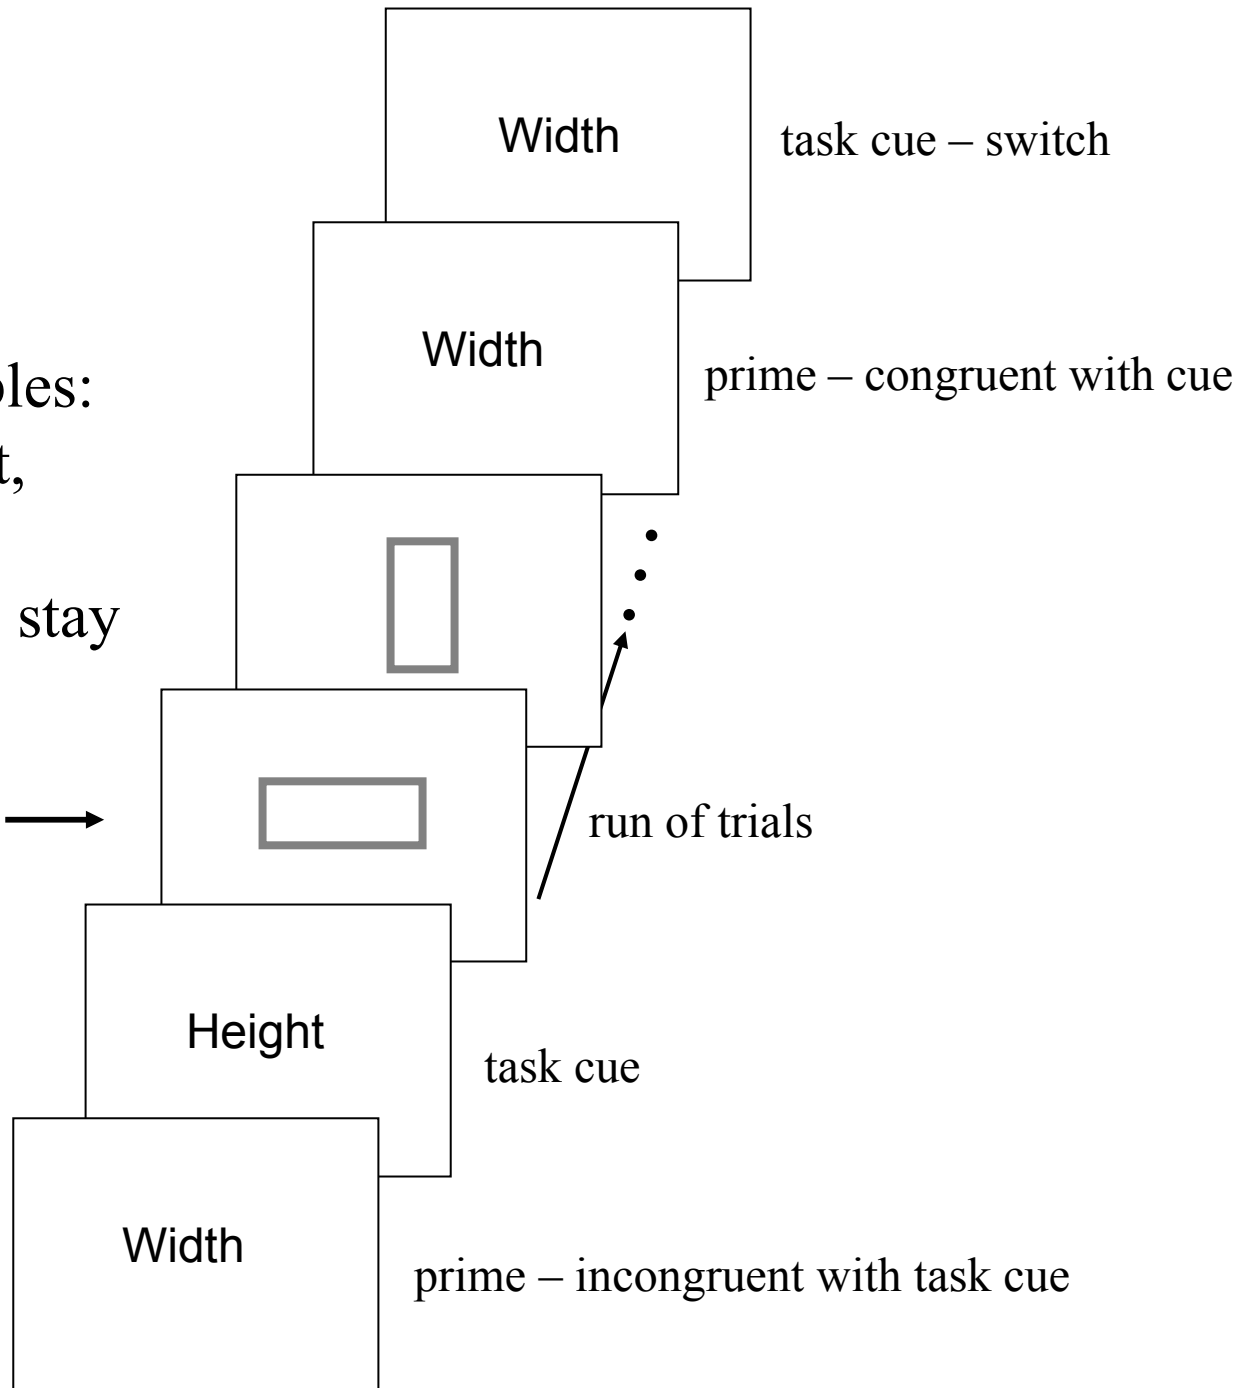 Width
task cue – switch
Width
prime – congruent with cue
stay
run of trials
Height
task cue
Width
prime – incongruent with task cue